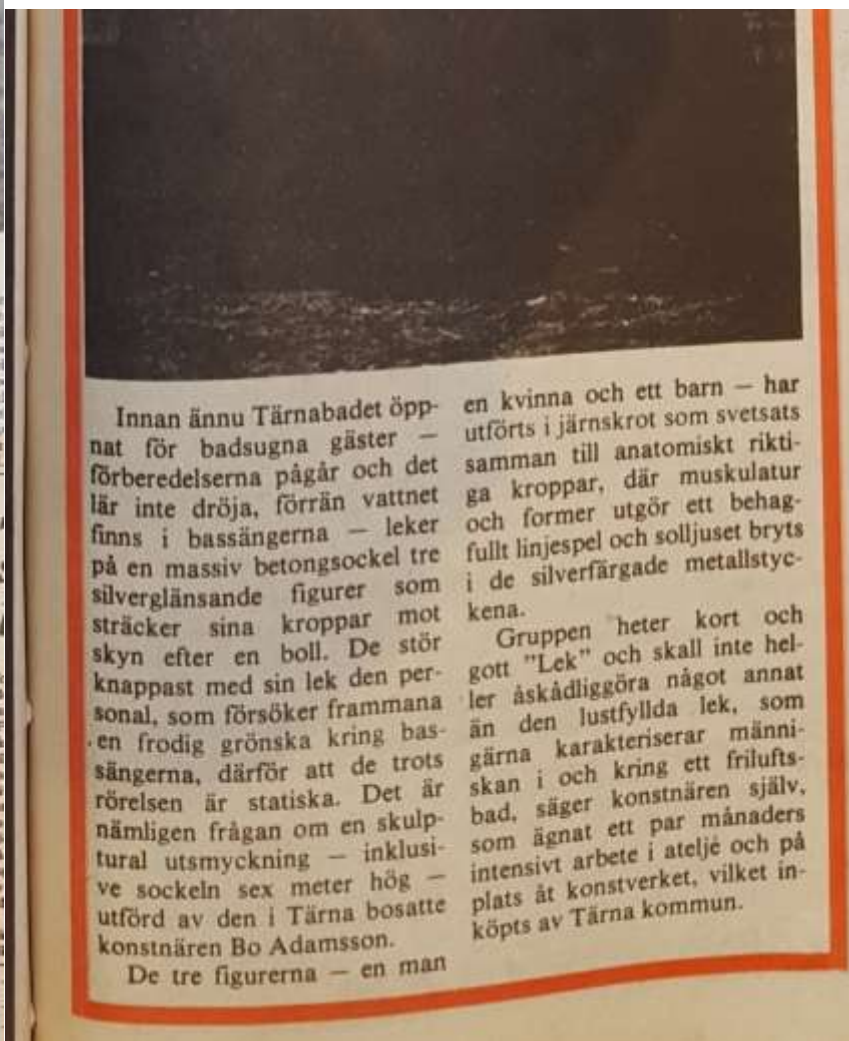 Innan ännu Tärnabadet öpp-
nat för badsugna gäster —
förberedelserna pågår och det
lär inte dröja, förrän vattnet
finns i bassängerna — leker
på en massiv betongsockel tre
silverglänsande figurer som
sträcker sina kroppar mot
skyn efter en boll. De stör
knappast med sin lek den per-
sonal, som försöker frammana
en frodig grönska kring bas-
sängerna, därför att de trots
rörelsen är statiska. Det är
nämligen frågan om en skulp-
tural utsmyckning — inklusi-
ve sockeln sex meter hög —
utförd av den i Tärna bosatte
konstnären Bo Adamsson.
De tre figurerna — en man
en kvinna och ett barn — har
utförts i järnskrot som svetsats
samman till anatomiskt rikti-
ga kroppar, där muskulatur
och former utgör ett behag-
fullt linjespel och solljuset bryts
i de silverfärgade metallstyc-
kena.
Gruppen heter kort och
gott "Lek" och skall inte hel-
ler åskådliggöra något annat
än den lustfyllda lek, som
gärna karakteriserar männi-
skan i och kring ett frilufts-
bad, säger konstnären själv,
som ägnat ett par månaders
intensivt arbete i ateljé och på
plats åt konstverket, vilket in-
köpts av Tärna kommun.